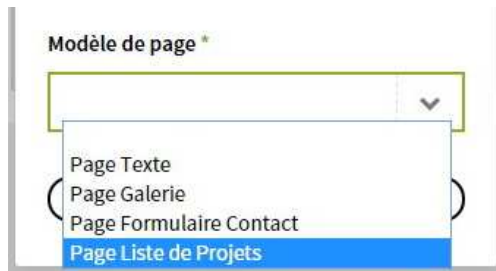 Modèle de page *
Page Texte
Page Galerie
Page Formulaire Contact
Page Liste de Projets